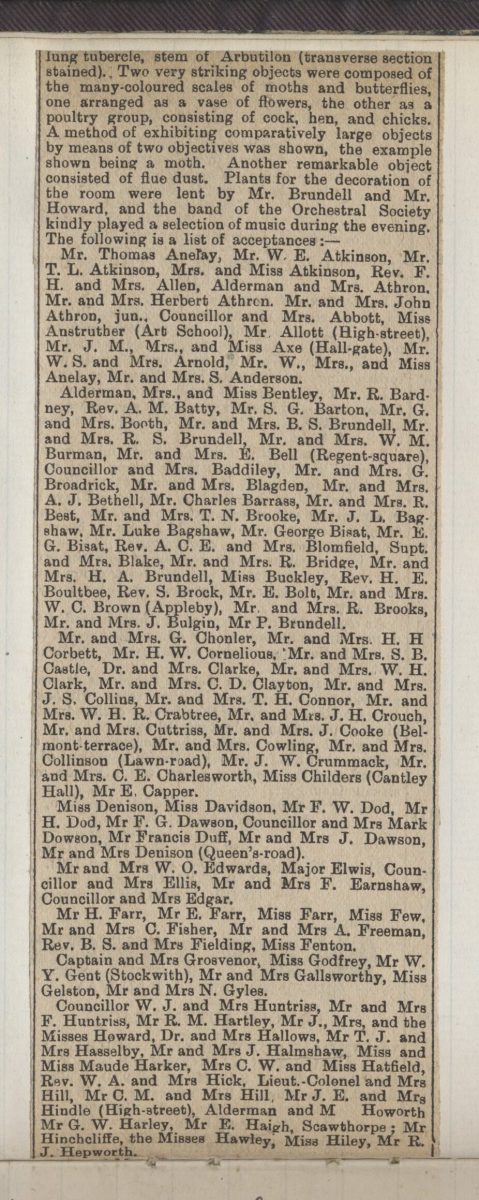 lung tubercle, stem of Arbutilon (transverse section
stained). Two very striking objects were composed of
the many-coloured scales of moths and butterflies,
one arranged as a vase of flowers, the other as a
poultry group, consisting of cock, hen, and chicks.
A method of exhibiting comparatively large objects
by means of two objectives was shown, the example
shown being a moth. Another remarkable object
consisted of flue dust. Plants for the decoration of
the room were lent by Mr. Brundell and Mr.
Howard, and the band of the Orchestral Society
kindly played a selection of music during the evening.
The following is a list of acceptances :—
Mr. Thomas Anelay, Mr. W. E. Atkinson, Mr.
T. L. Atkinson, Mrs. and Miss Atkinson, Rev. F.
H. and Mrs. Allen, Alderman and Mrs. Athron.
Mr. and Mrs. Herbert Athron. Mr. and Mrs. John
Athron, jun., Councillor and Mrs. Abbott, Miss
Anstruther (Art School), Mr. Allott (High-street),
Mr. J. M., Mrs., and Miss Axe (Hall-gate), Mr.
W. S. and Mrs. Arnold, Mr. W., Mrs., and Miss
Anelay, Mr. and Mrs. S. Anderson.
Alderman, Mrs., and Miss Bentley, Mr. R. Bard-
ney, Rev. A. M. Batty, Mr. S. G. Barton, Mr. G.
and Mrs. Booth, Mr. and Mrs. B. S. Brundell, Mr.
and Mrs. R. S. Brundell, Mr. and Mrs. W. M.
Burman, Mr. and Mrs. E. Bell (Regent-square),
Councillor and Mrs. Baddiley, Mr. and Mrs. G.
Broadrick, Mr. and Mrs. Blagden, Mr. and Mrs.
A. J. Bethell, Mr. Charles Barrass, Mr. and Mrs. R.
Best, Mr. and Mrs. T. N. Brooke, Mr. J. L. Bag-
shaw, Mr. Luke Bagshaw, Mr. George Bisat, Mr. E.
G. Bisat, Rev. A. C. E. and Mrs. Blomfield, Supt.
and Mrs. Blake, Mr. and Mrs. R. Bridge, Mr. and
Mrs. H. A. Brundell, Miss Buckley, Rev. H. E.
Boultbee, Rev. S. Brock, Mr. E. Bolt, Mr. and Mrs.
W. C. Brown (Appleby), Mr. and Mrs. R. Brooks,
Mr. and Mrs. J. Bulgin, Mr P. Brundell.
Mr. and Mrs. G. Chonler, Mr. and Mrs. H. H
Corbett, Mr. H. W. Cornelious, Mr. and Mrs. S. B.
Castle, Dr. and Mrs. Clarke, Mr. and Mrs. W. H.
Clark, Mr. and Mrs. C. D. Clayton, Mr. and Mrs.
J. S. Collins, Mr. and Mrs. T. H. Connor, Mr. and
Mrs. W. H. R. Crabtree, Mr. and Mrs. J. H. Crouch,
Mr. and Mrs. Cuttriss, Mr. and Mrs. J. Cooke (Bel-
mont-terrace), Mr. and Mrs. Cowling, Mr. and Mrs.
Collinson (Lawn-road), Mr. J. W. Crummack, Mr.
and Mrs. C. E. Charlesworth, Miss Childers (Cantley
Hall), Mr E. Capper.
Miss Denison, Miss Davidson, Mr F. W. Dod, Mr
H. Dod, Mr F. G. Dawson, Councillor and Mrs Mark
Dowson, Mr Francis Duff, Mr and Mrs J. Dawson,
Mr and Mrs Denison (Queen's-road).
Mr and Mrs W. O. Edwards, Major Elwis, Coun-
cillor and Mrs Ellis, Mr and Mrs F. Earnshaw,
Councillor and Mrs Edgar.
Mr H. Farr, Mr E. Farr, Miss Farr, Miss Few,
Mr and Mrs C. Fisher, Mr and Mrs A. Freeman,
Rev. B. S. and Mrs Fielding, Miss Fenton.
Captain and Mrs Grosvenor, Miss Godfrey, Mr W.
Y. Gent (Stockwith), Mr and Mrs Gallsworthy, Miss
Gelston, Mr and Mrs N. Gyles.
Councillor W. J. and Mrs Huntriss, Mr and Mrs
F. Huntriss, Mr R. M. Hartley, Mr J., Mrs, and the
Misses Howard, Dr. and Mrs Hallows, Mr T. J. and
Mrs Hasselby, Mr and Mrs J. Halmshaw, Miss and
Miss Maude Harker, Mrs C. W. and Miss Hatfield,
Rev. W. A. and Mrs Hick, Lieut.-Colonel and Mrs
Hill, Mr C. M. and Mrs Hill, Mr J. E. and Mrs
Hindle (High-street), Alderman and M Howorth
Mr G. W. Harley, Mr E. Haigh, Scawthorpe ; Mr
Hinchcliffe, the Misses Hawley, Miss Hiley, Mr R.
J. Hepworth.